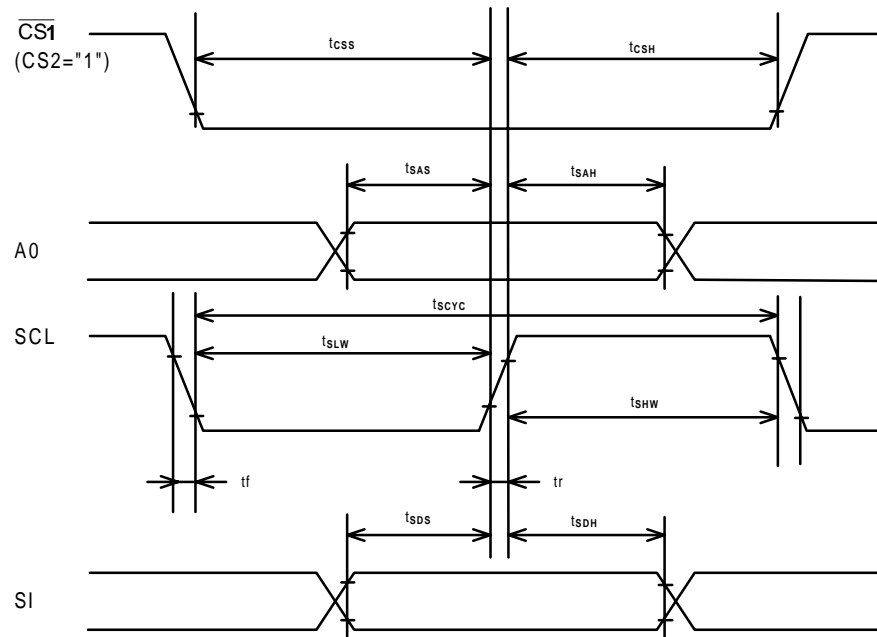 CS1
(CS2="1")
tCSS
tCSH
tSAS
tSAH
A0
tSCYC
SCL
tSLW
tSHW
tf
tr
tSDS
tSDH
SI